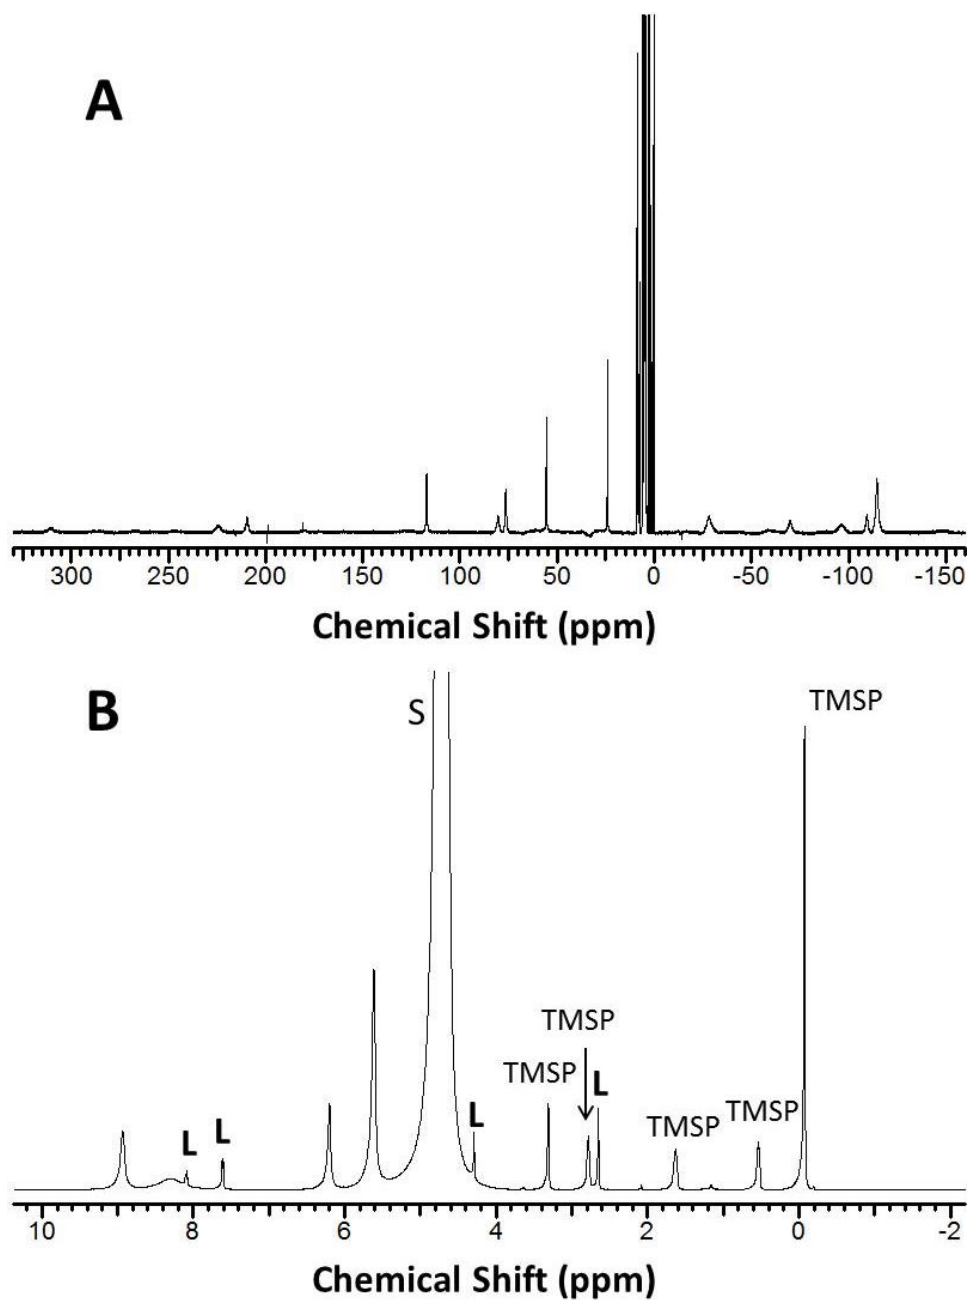 A
300 250 200 150 100 50 0 -50 -100 -150
Chemical Shift (ppm)
B
TMSP
S
TMSP
TMSP L
L L L TMSP TMSP
10 8 6 4 2 0 -2
Chemical Shift (ppm)